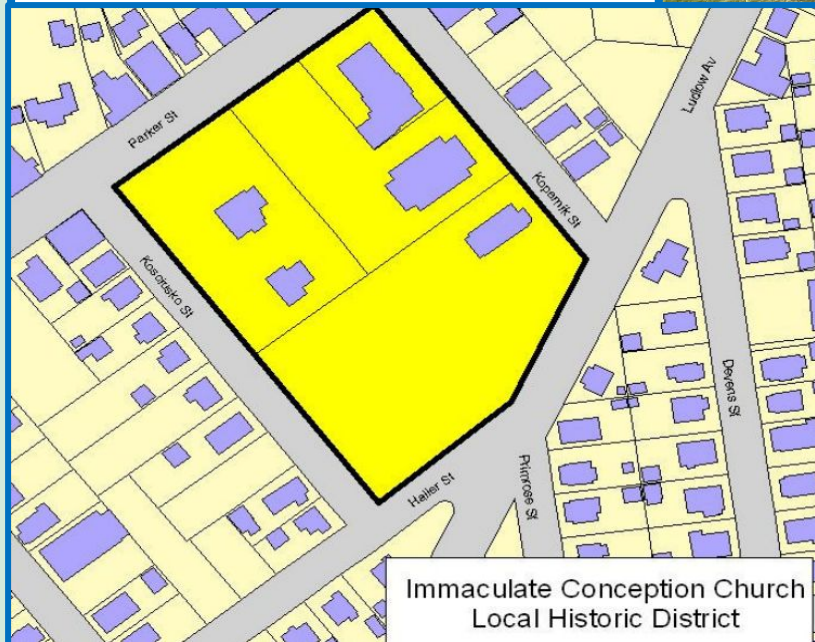 Parker St
Ludlow Av
Kopernik St
Kosciusko St
Devens St
Primrose St
Haller St
Immaculate Conception Church
Local Historic District